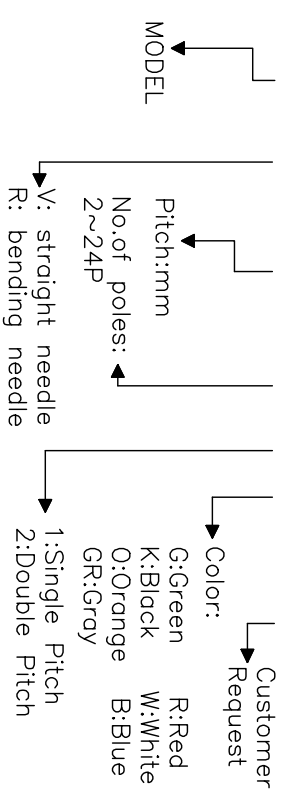 MODEL
V: straight needle
R: bending needle
Pitch:mm
No.of poles:
2~24P
1:Single Pitch
2:Double Pitch
Color:
G:Green R:Red
K:Black W:White
O:Orange B:Blue
GR:Gray
Customer
Request